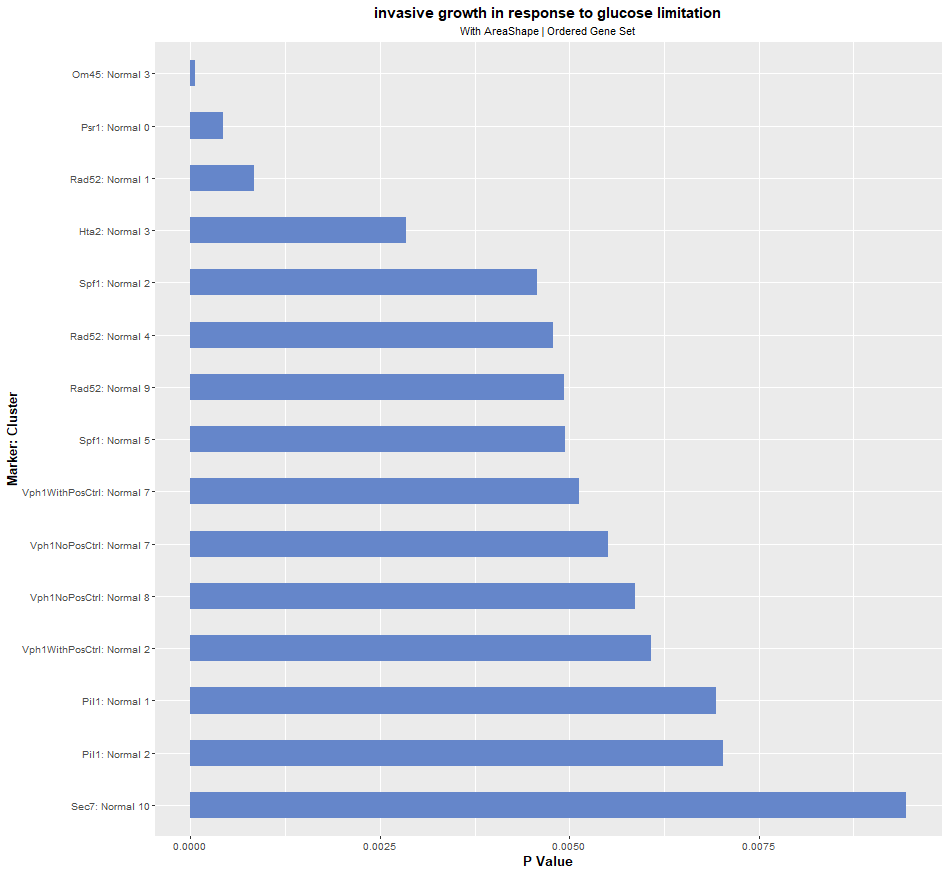 invasive growth in response to glucose limitation
With AreaShape | Ordered Gene Set
Marker: Cluster
Om45: Normal 3
Psr1: Normal 0
Rad52: Normal 1
Hta2: Normal 3
Spf1: Normal 2
Rad52: Normal 4
Rad52: Normal 9
Spf1: Normal 5
Vph1WithPosCtrl: Normal 7
Vph1NoPosCtrl: Normal 7
Vph1NoPosCtrl: Normal 8
Vph1WithPosCtrl: Normal 2
Pil1: Normal 1
Pil1: Normal 2
Sec7: Normal 10
0.0000 0.0025 0.0050 0.0075
P Value